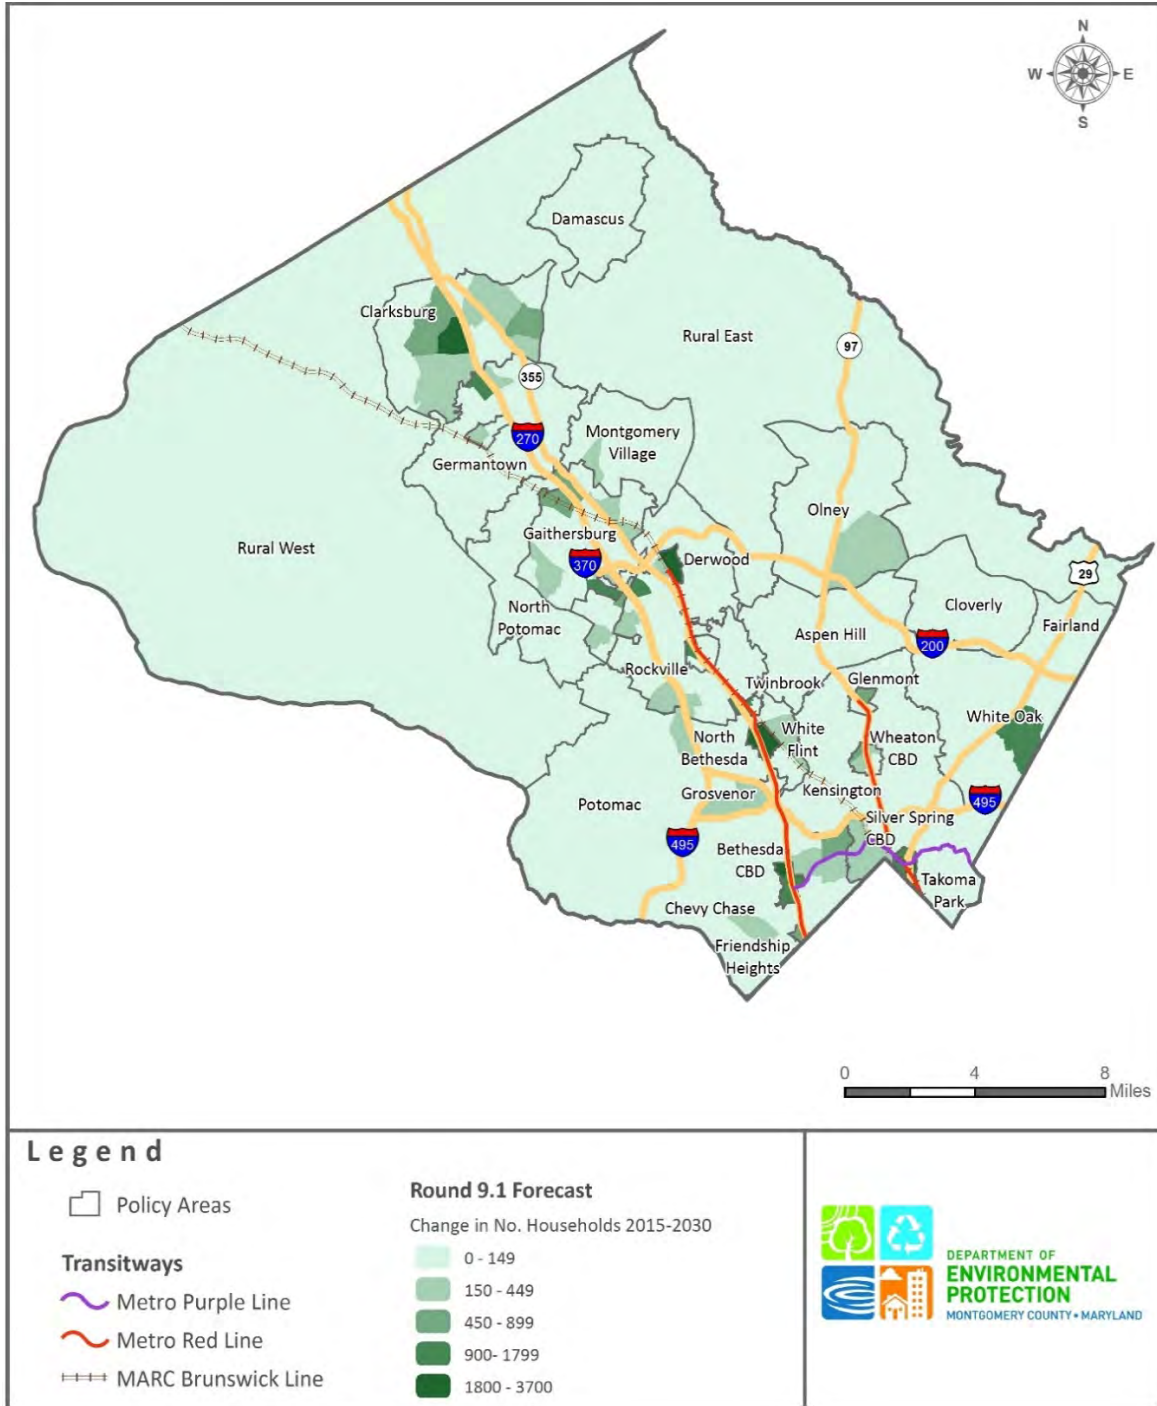 N
W
E
S
Damascus
Clarksburg
Rural East
97
355
Montgomery
Village
270
Germantown
Olney
Gaithersburg
Rural West
370
Derwood
29
North
Potomac
Cloverly
Fairland
Aspen Hill
200
Rockville
Twinbrook
Glenmont
White Oak
North
Bethesda
White
Flint
Wheaton
CBD
Grosvenor
Kensington
Potomac
495
Silver Spring
CBD
495
Bethesda
CBD
Takoma
Park
Chevy Chase
Friendship
Heights
0 4 8
Miles
Legend
Policy Areas
Transitways
Metro Purple Line
Metro Red Line
MARC Brunswick Line
Round 9.1 Forecast
Change in No. Households 2015-2030
0 - 149
150 - 449
450 - 899
900- 1799
1800 - 3700
DEPARTMENT OF
ENVIRONMENTAL
PROTECTION
MONTGOMERY COUNTY • MARYLAND